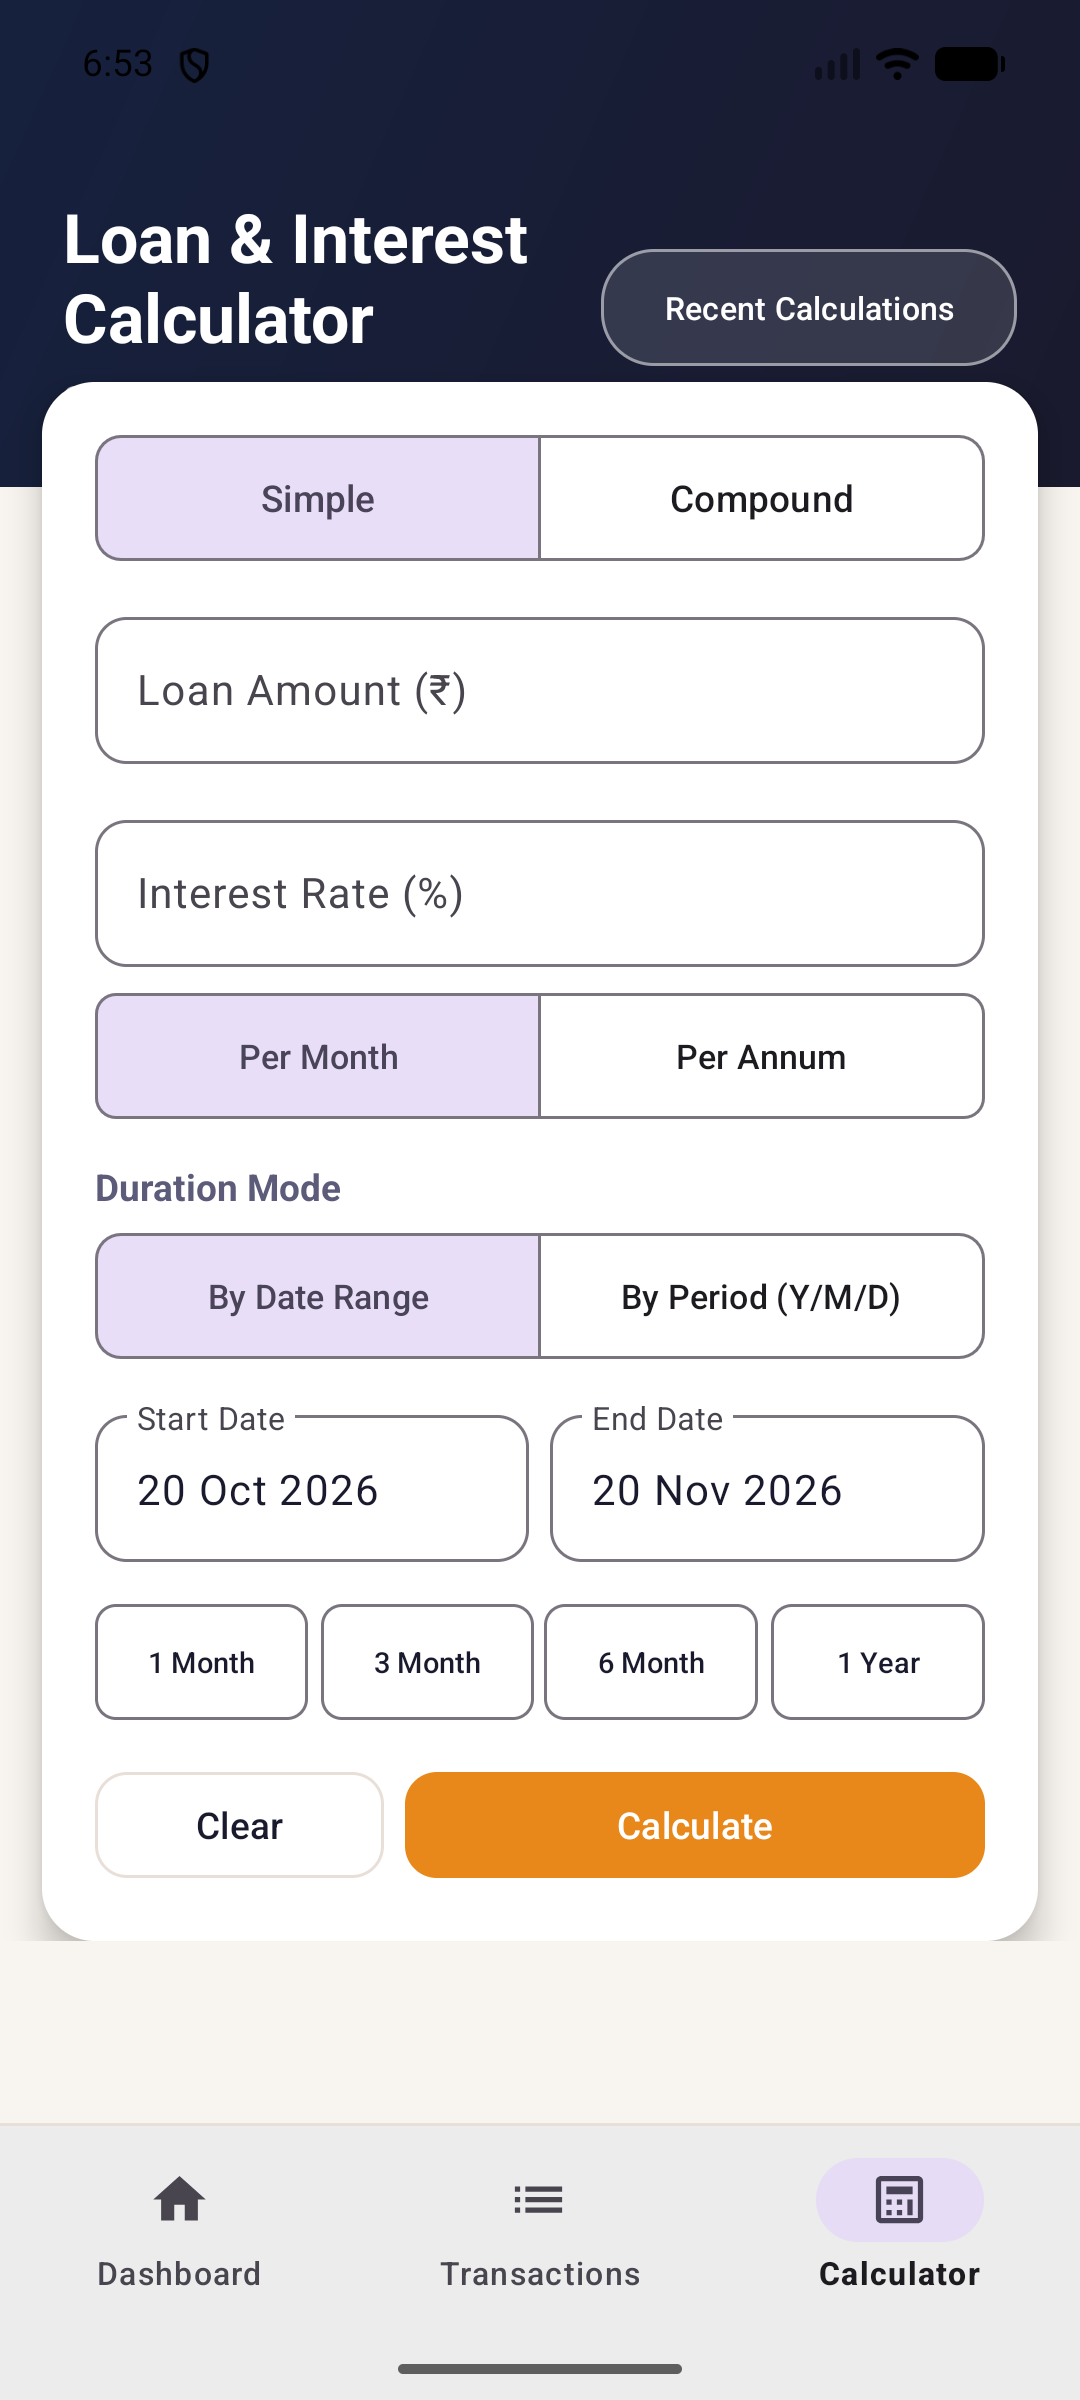 6:53
Loan & Interest
Calculator
Recent Calculations
Simple
Compound
Loan Amount (₹)
Interest Rate (%)
Per Month
Per Annum
Duration Mode
By Date Range
By Period (Y/M/D)
Start Date
End Date
20 Oct 2026
20 Nov 2026
1 Month
3 Month
6 Month
1 Year
Clear
Calculate
Dashboard
Transactions
Calculator